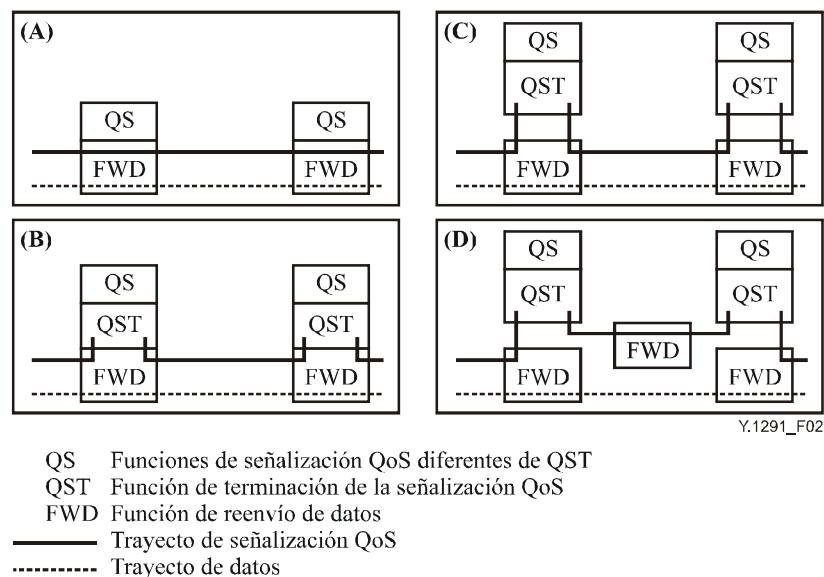 (A)
QS
QS
FWD
FWD
(B)
QS
QS
QST
QST
FWD
FWD
(C)
QS
QS
QST
QST
FWD
FWD
(D)
QS
QS
QST
QST
FWD
FWD
FWD
Y.1291_F02
QS Funciones de señalización QoS diferentes de QST
QST Función de terminación de la señalización QoS
FWD Función de reenvío de datos
Trayecto de señalización QoS
Trayecto de datos